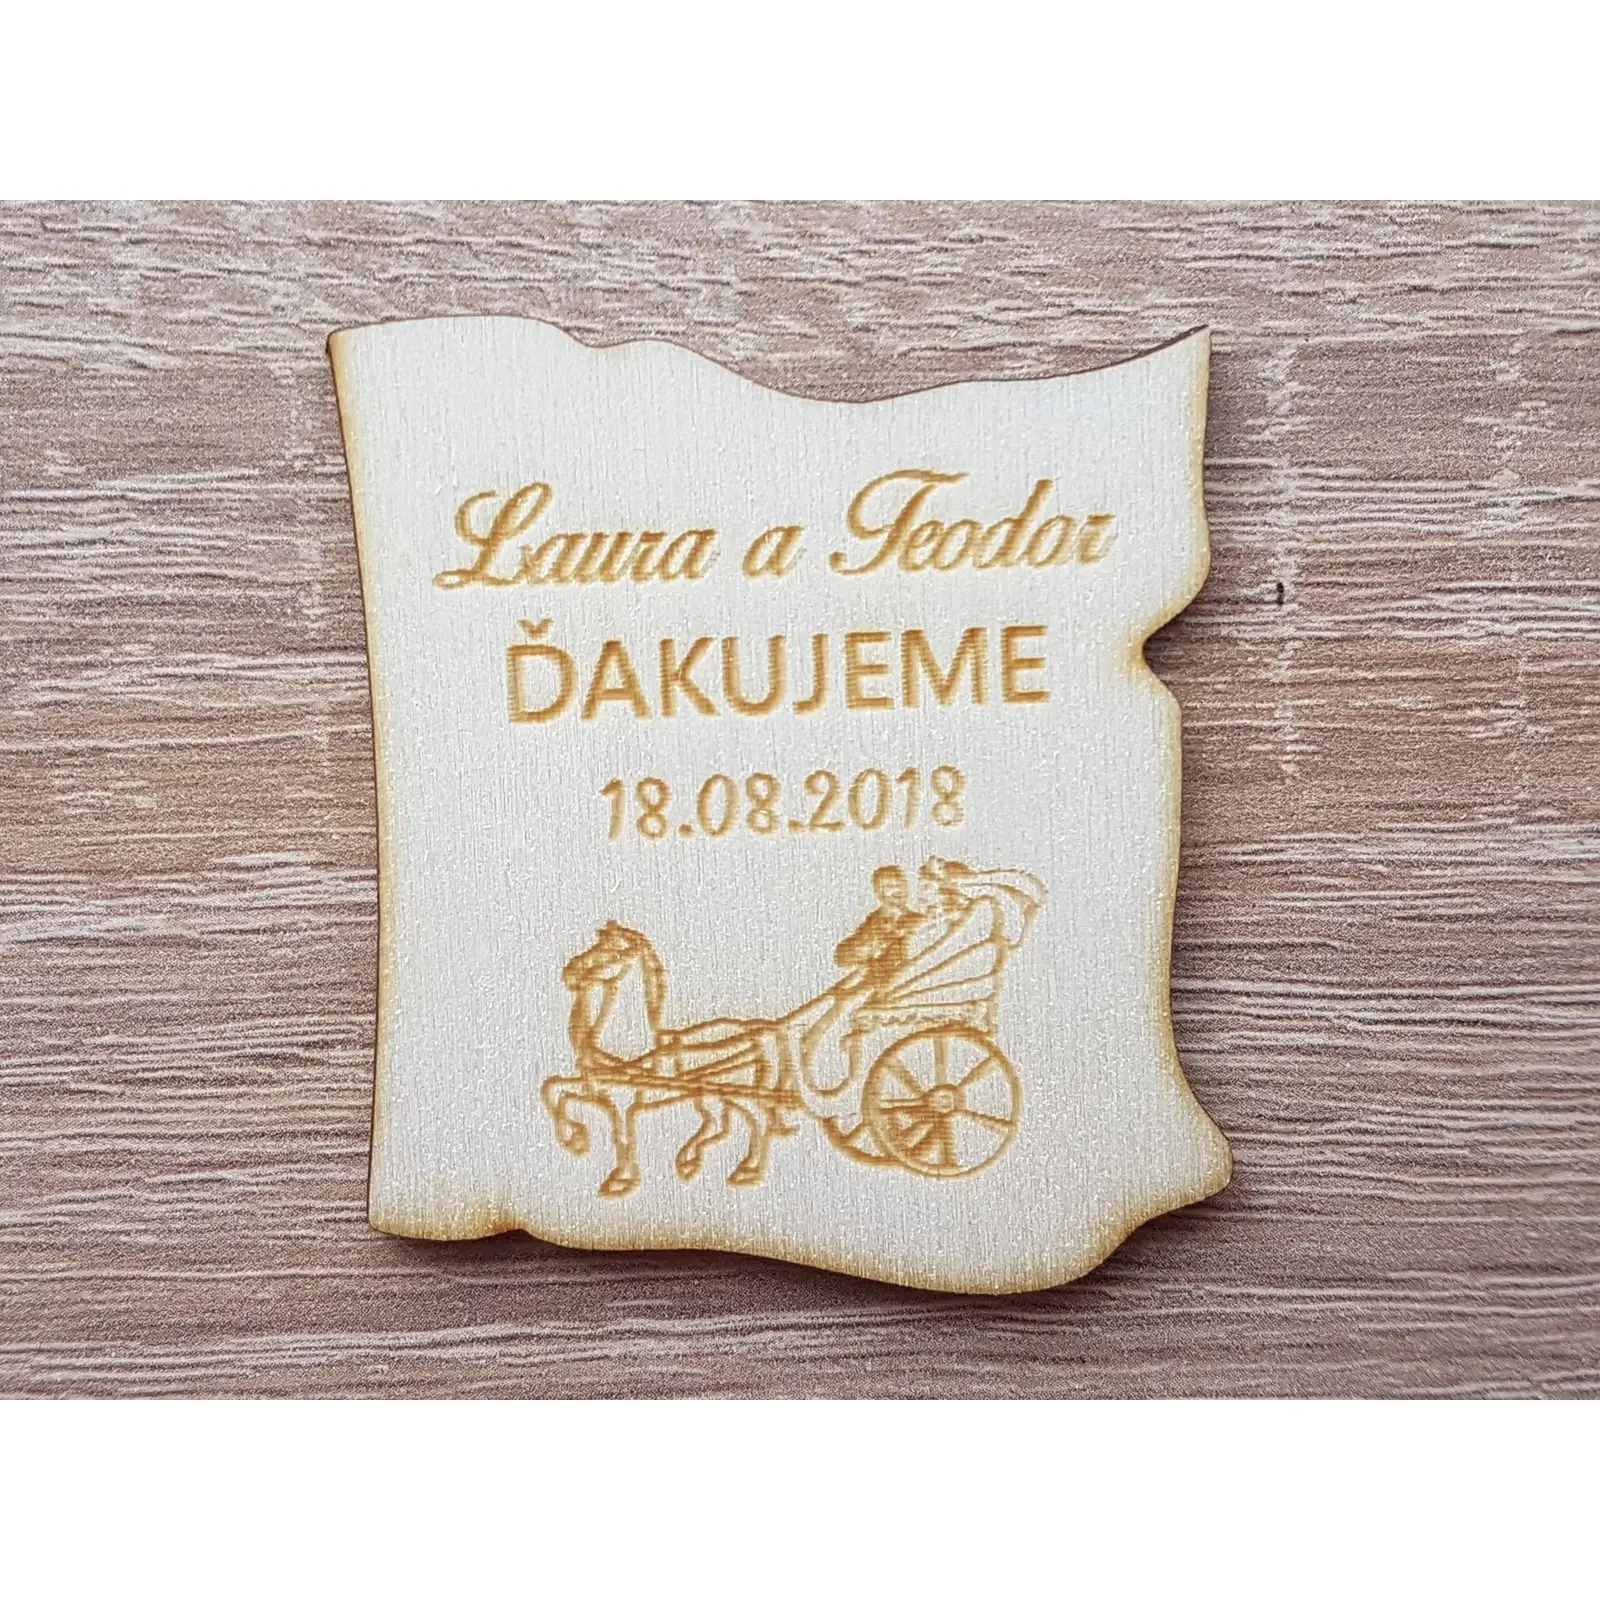 Laura a Teodor
ĎAKUJEME
18.08.2018